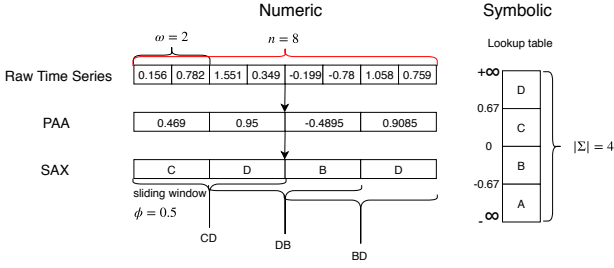 Numeric
Symbolic
ω = 2
n = 8
Lookup table
Raw Time Series
0.156 0.782 1.551 0.349 -0.199 -0.78 1.058 0.759
PAA
0.469 0.95 -0.4895 0.9085
SAX
C D B D
sliding window
ϕ = 0.5
CD
DB
BD
+∞
D
0.67
C
0
B
-0.67
A
-∞
|Σ| = 4